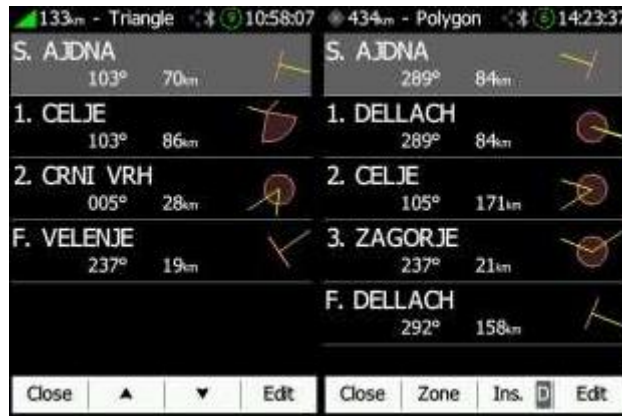 133km - Triangle 9 10:58:07
S. AJDNA
103° 70km
1. CELJE
103° 86km
2. CRNI VRH
005° 28km
F. VELENJE
237° 19km
Close ▲ ▼ Edit
434km - Polygon 6 14:23:37
S. AJDNA
289° 84km
1. DELLACH
289° 84km
2. CELJE
105° 171km
3. ZAGORJE
237° 21km
F. DELLACH
292° 158km
Close Zone Ins. D Edit